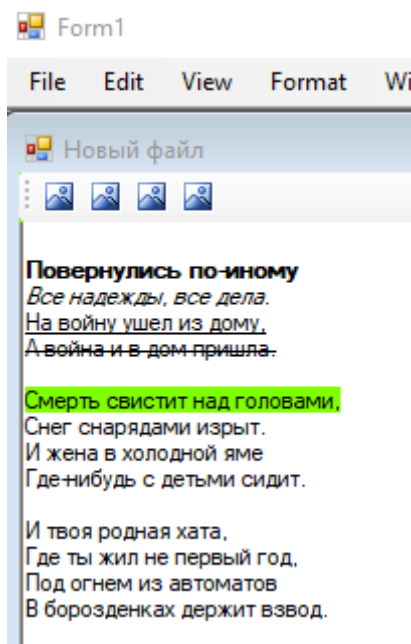 Form1
File Edit View Format Wi
Новый файл
Повернулись по-иному
Все надежды, все дела.
На войну ушел из дому,
А война и в дом пришла.
Смерть свистит над головами,
Снег снарядами изрыт.
И жена в холодной яме
Где-нибудь с детьми сидит.
И твоя родная хата,
Где ты жил не первый год,
Под огнем из автоматов
В борозденках держит взвод.